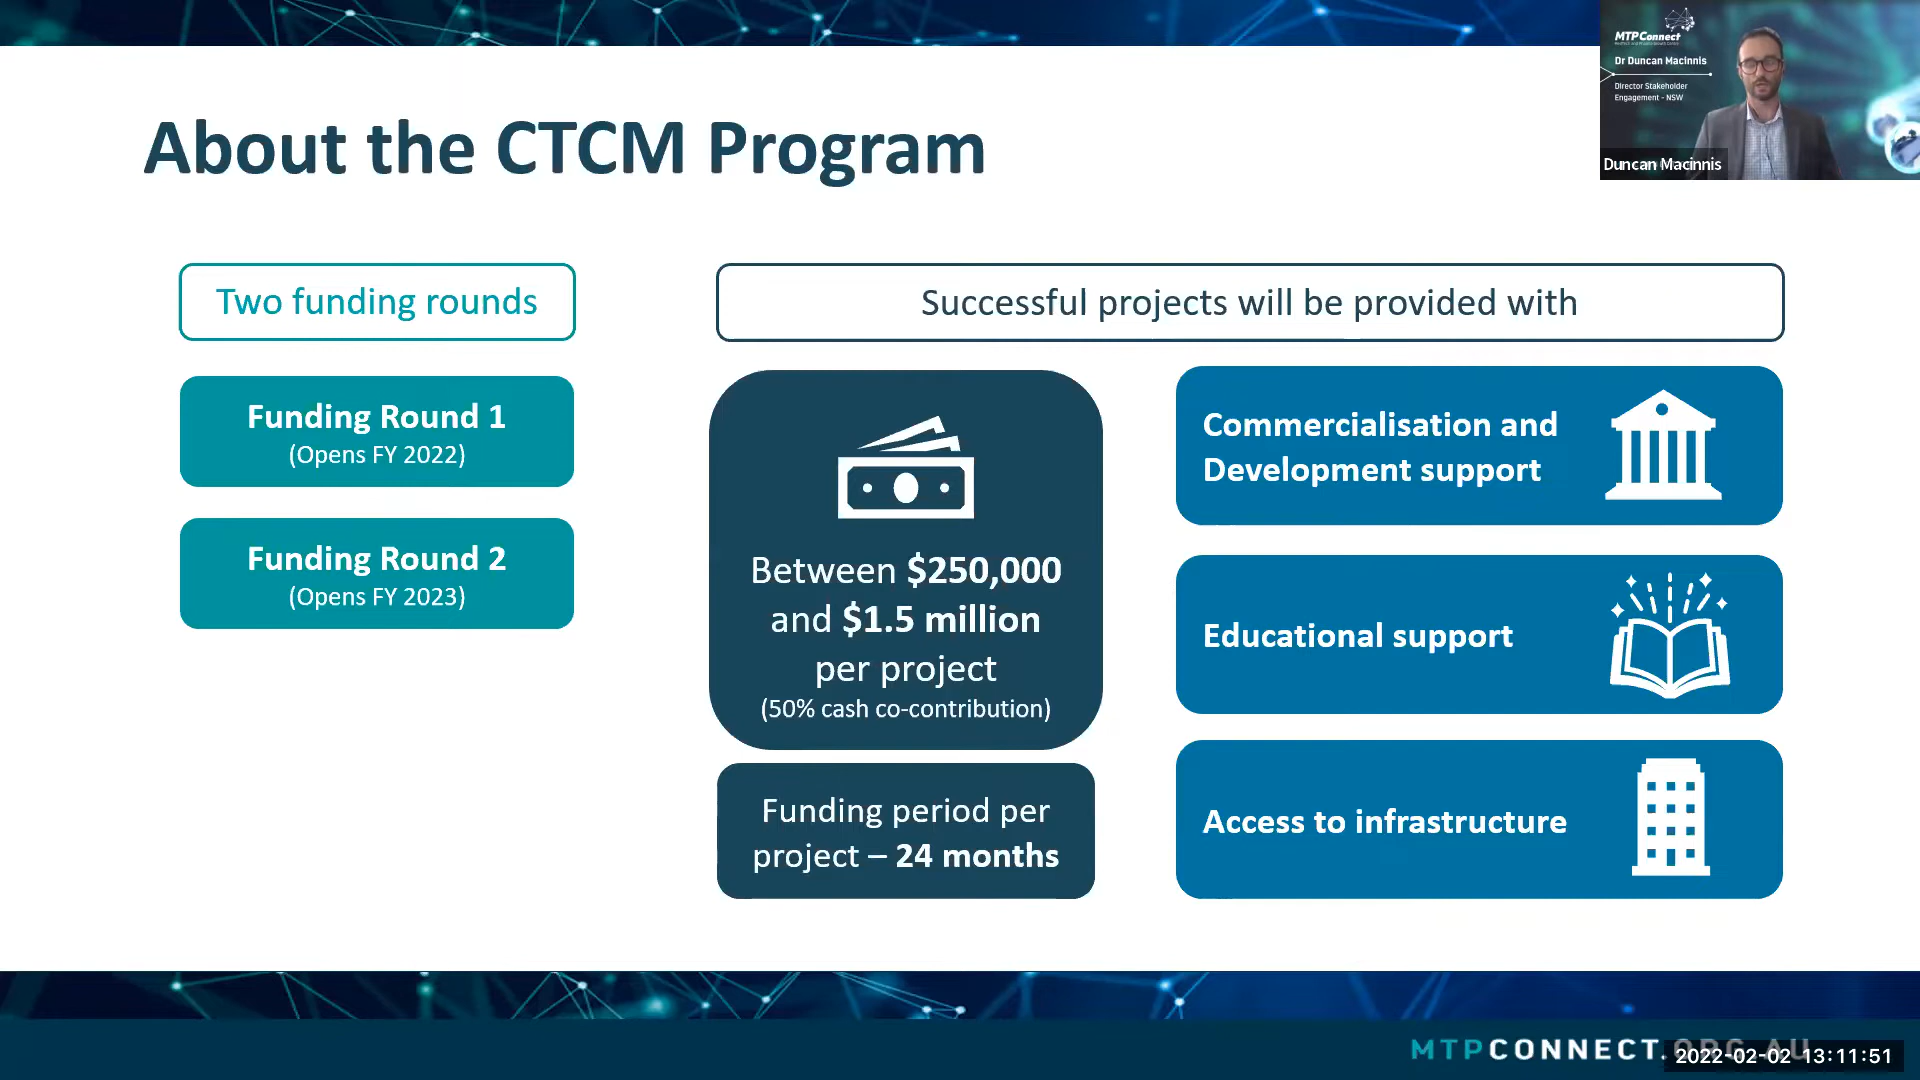 MTPConnect
Dr Duncan Macinnis
Director Stakeholder
Engagement - NSW
Duncan Macinnis
About the CTCM Program
Two funding rounds
Funding Round 1
(Opens FY 2022)
Funding Round 2
(Opens FY 2023)
Successful projects will be provided with
Between $250,000
and $1.5 million
per project
(50% cash co-contribution)
Funding period per
project – 24 months
Commercialisation and
Development support
Educational support
Access to infrastructure
MTPCONNECT.ORG.AU
2022-02-02 13:11:51